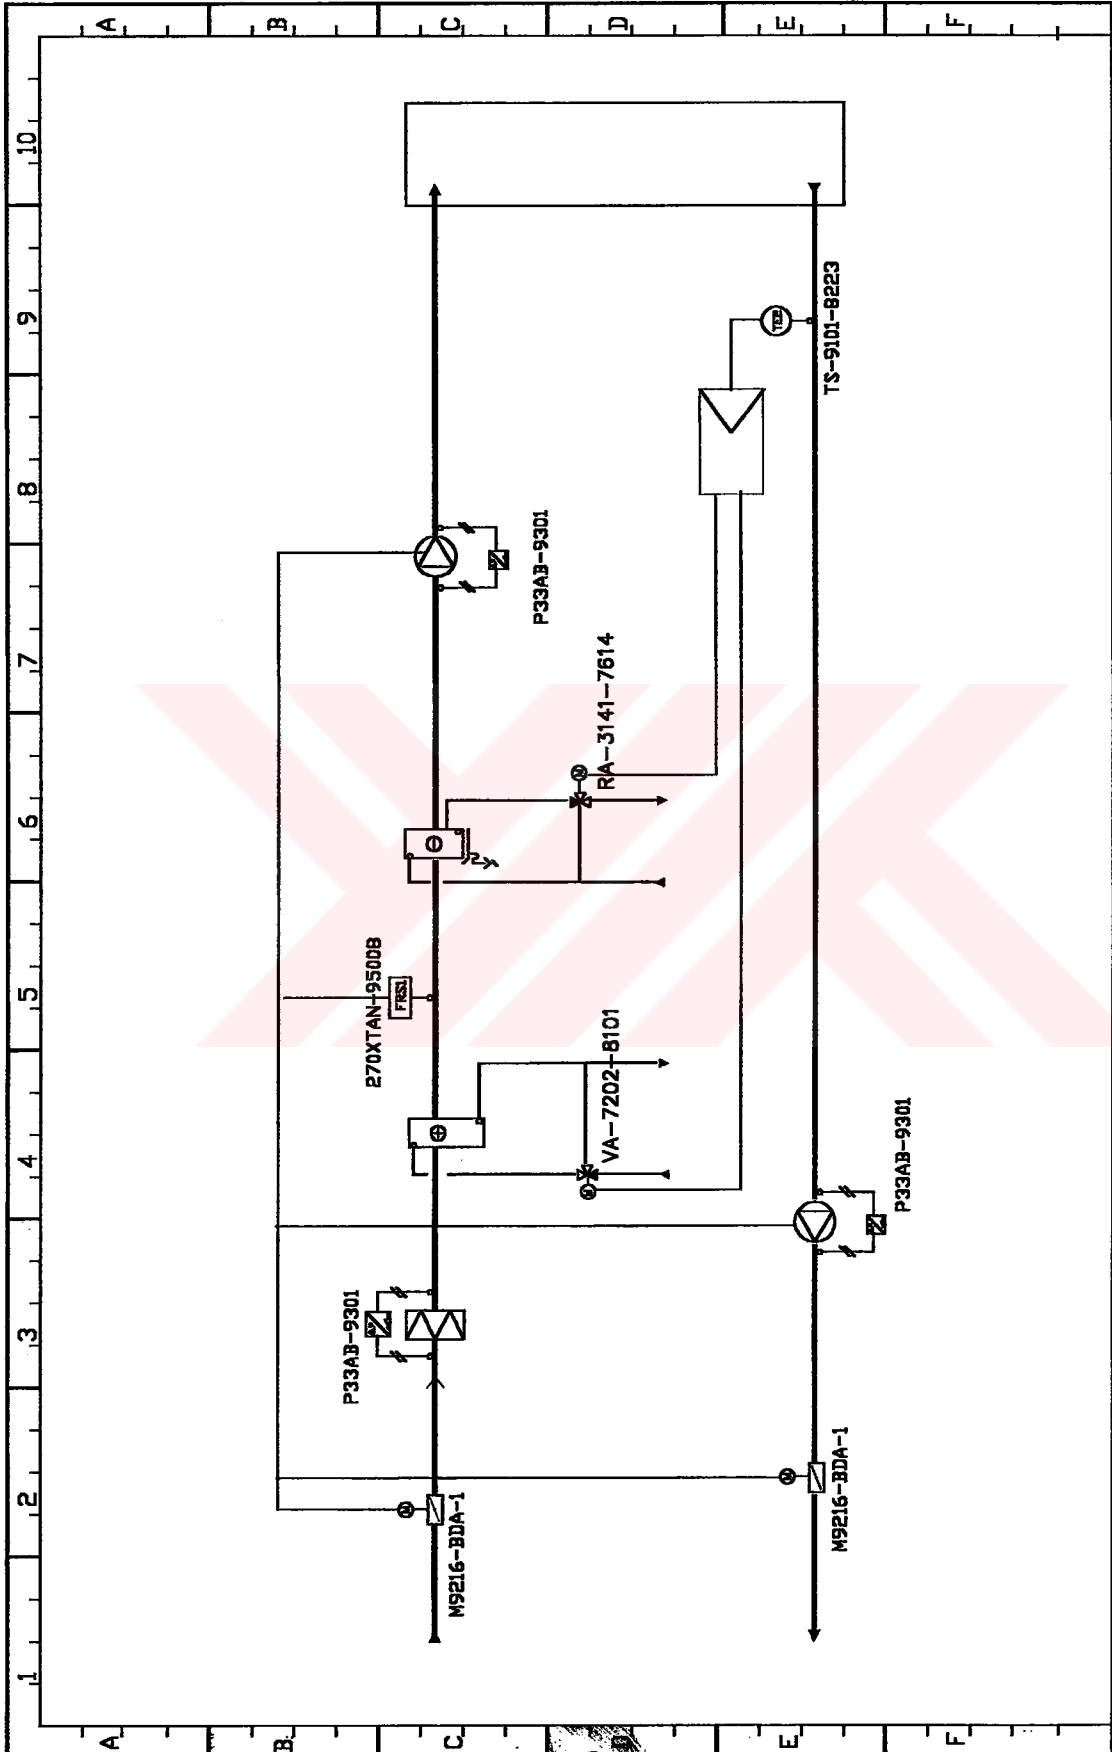 A B C D E F
10
9
8
7
6
5
4
3
2
1
TS-9101-8223
P33AB-9301
RA-3141-7614
M
270XTAN-9500B
FRS1
VA-7202-8101
M
P33AB-9301
P33AB-9301
M
M9216-BDA-1
M
M9216-BDA-1
A B C D E F